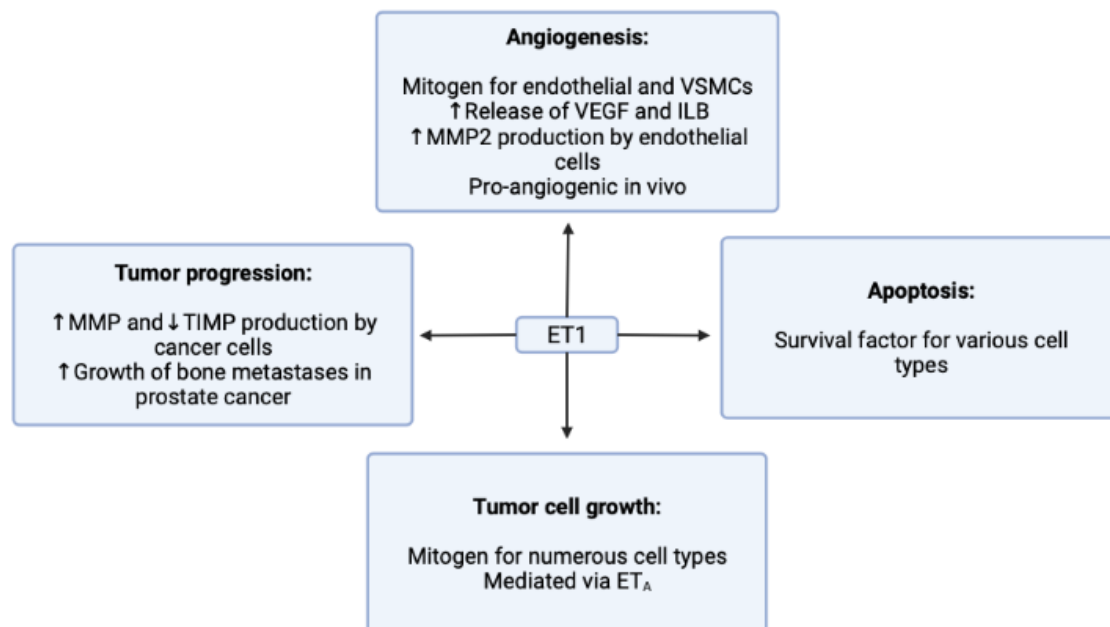 Angiogenesis:
Mitogen for endothelial and VSMCs
↑Release of VEGF and ILB
↑MMP2 production by endothelial
cells
Pro-angiogenic in vivo
Tumor progression:
↑MMP and ↓TIMP production by
cancer cells
↑Growth of bone metastases in
prostate cancer
ET1
Apoptosis:
Survival factor for various cell
types
Tumor cell growth:
Mitogen for numerous cell types
Mediated via ETA